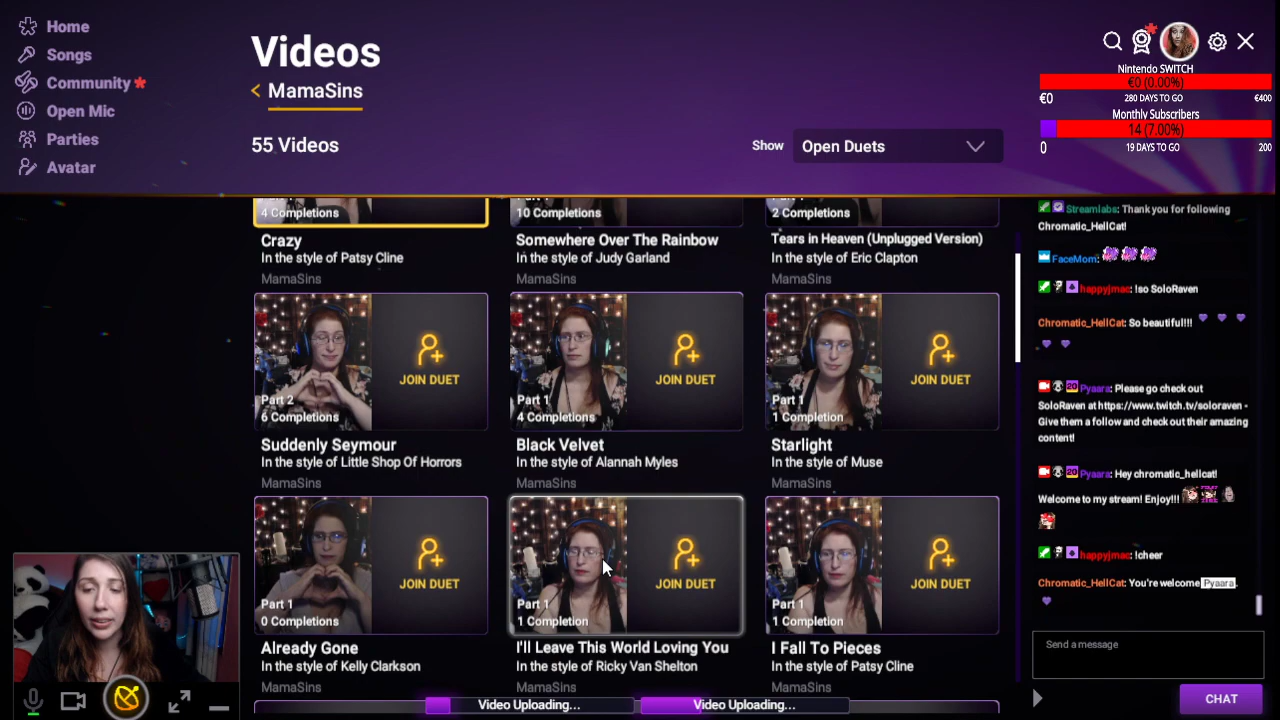 Home
Songs
Community
Open Mic
Parties
Avatar
Videos
< MamaSins
55 Videos
Show
Open Duets
Nintendo SWITCH
€0 (0.00%)
€0
280 DAYS TO GO
€400
Monthly Subscribers
14 (7.00%)
0
19 DAYS TO GO
200
4 Completions
10 Completions
2 Completions
Crazy
In the style of Patsy Cline
MamaSins
Somewhere Over The Rainbow
In the style of Judy Garland
MamaSins
Tears in Heaven (Unplugged Version)
In the style of Eric Clapton
MamaSins
JOIN DUET
Part 2
6 Completions
Suddenly Seymour
In the style of Little Shop Of Horrors
MamaSins
JOIN DUET
Part 1
4 Completions
Black Velvet
In the style of Alannah Myles
MamaSins
JOIN DUET
Part 1
1 Completion
Starlight
In the style of Muse
MamaSins
JOIN DUET
Part 1
0 Completions
Already Gone
In the style of Kelly Clarkson
MamaSins
JOIN DUET
Part 1
1 Completion
I'll Leave This World Loving You
In the style of Ricky Van Shelton
MamaSins
JOIN DUET
Part 1
1 Completion
I Fall To Pieces
In the style of Patsy Cline
MamaSins
Video Uploading...
Video Uploading...
Streamlabs: Thank you for following
Chromatic_HellCat!
FaceMom:
happyjmac: !so SoloRaven
Chromatic_HellCat: So beautiful!!!
20 Pyaara: Please go check out
SoloRaven at https://www.twitch.tv/soloraven -
Give them a follow and check out their amazing
content!
20 Pyaara: Hey chromatic_hellcat!
Welcome to my stream! Enjoy!!!
happyjmac: !cheer
Chromatic_HellCat: You're welcome Pyaara.
Send a message
CHAT